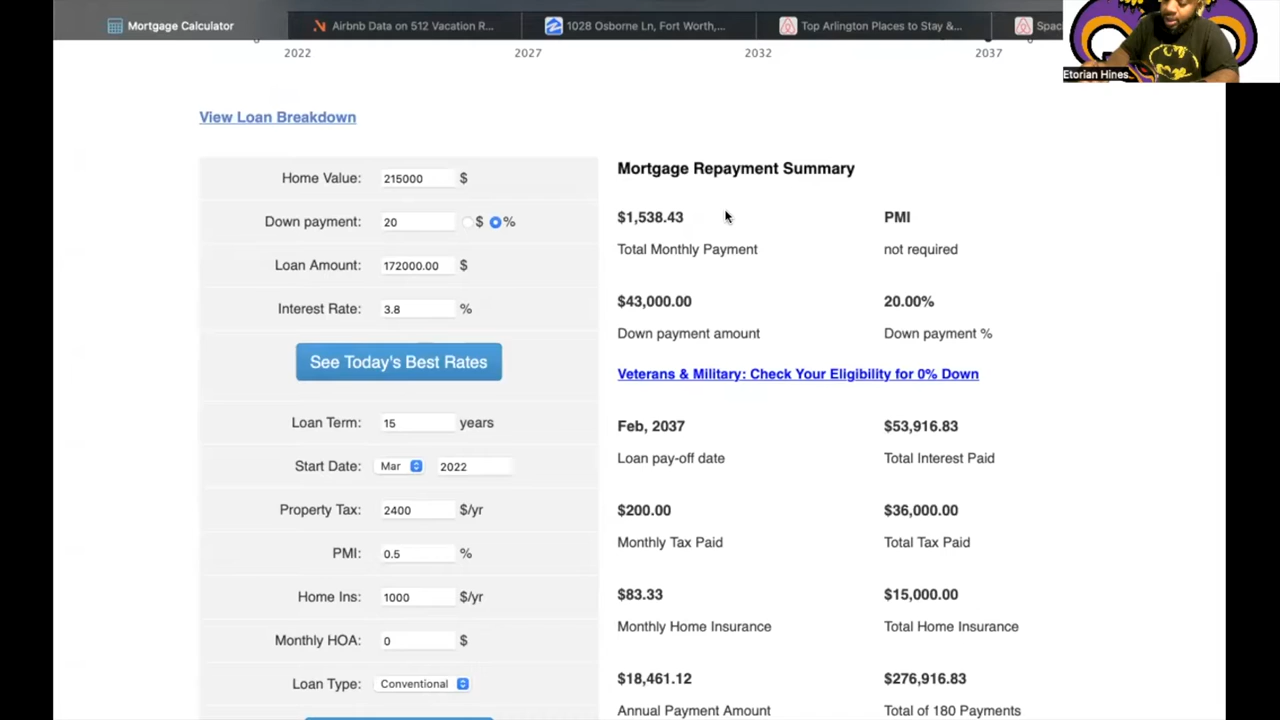 Mortgage Calculator
Airbnb Data on 512 Vacation R...
1028 Osborne Ln, Fort Worth,...
Top Arlington Places to Stay &...
Spac
Etorian Hines
2022 2027 2032 2037
View Loan Breakdown
Home Value: 215000 $
Down payment: 20 $ %
Loan Amount: 172000.00 $
Interest Rate: 3.8 %
See Today's Best Rates
Loan Term: 15 years
Start Date: Mar 2022
Property Tax: 2400 $/yr
PMI: 0.5 %
Home Ins: 1000 $/yr
Monthly HOA: 0 $
Loan Type: Conventional
Mortgage Repayment Summary
$1,538.43 PMI
Total Monthly Payment not required
$43,000.00 20.00%
Down payment amount Down payment %
Veterans & Military: Check Your Eligibility for 0% Down
Feb, 2037 $53,916.83
Loan pay-off date Total Interest Paid
$200.00 $36,000.00
Monthly Tax Paid Total Tax Paid
$83.33 $15,000.00
Monthly Home Insurance Total Home Insurance
$18,461.12 $276,916.83
Annual Payment Amount Total of 180 Payments